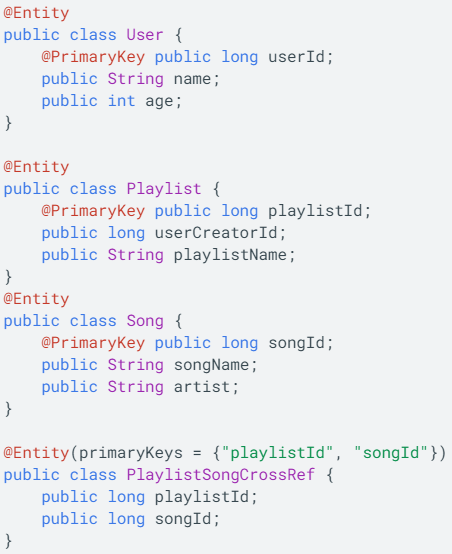 @Entity
public class User {
    @PrimaryKey public long userId;
    public String name;
    public int age;
}

@Entity
public class Playlist {
    @PrimaryKey public long playlistId;
    public long userCreatorId;
    public String playlistName;
}
@Entity
public class Song {
    @PrimaryKey public long songId;
    public String songName;
    public String artist;
}

@Entity(primaryKeys = {"playlistId", "songId"})
public class PlaylistSongCrossRef {
    public long playlistId;
    public long songId;
}